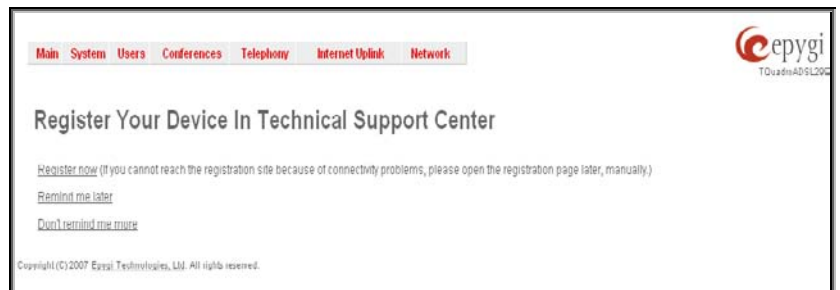 Main System Users Conferences Telephony Internet Uplink Network
epygi
Register Your Device In Technical Support Center
Register now (If you cannot reach the registration site because of connectivity problems, please open the registration page later, manually.)
Remind me later
Don't remind me more
Copyright (C) 2007 Epygi Technologies, Ltd. All rights reserved.